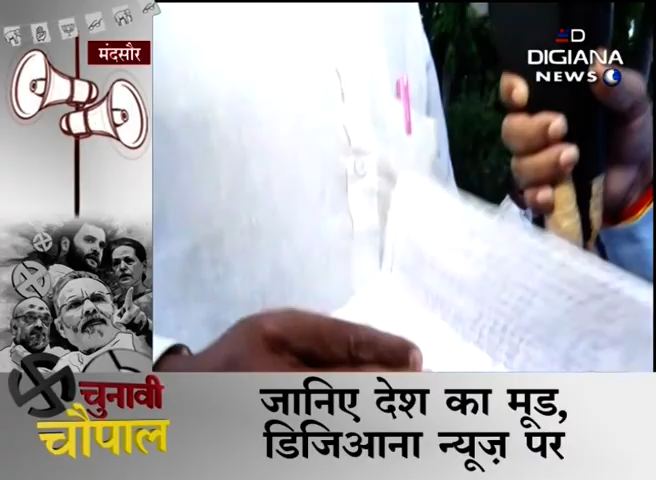 मंदसौर
D
DIGIANA
NEWS
चुनावी
चौपाल
जानिए देश का मूड,
डिजिआना न्यूज़ पर